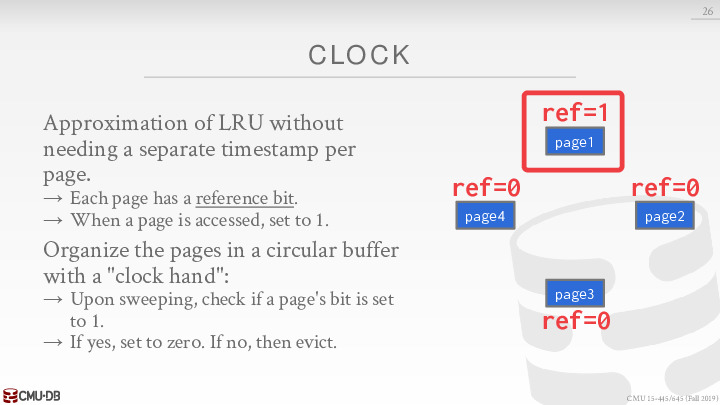 26
CLOCK
Approximation of LRU without
needing a separate timestamp per
page.
→ Each page has a reference bit.
→ When a page is accessed, set to 1.
Organize the pages in a circular buffer
with a "clock hand":
→ Upon sweeping, check if a page's bit is set
to 1.
→ If yes, set to zero. If no, then evict.
ref=1
page1
ref=0
page4
ref=0
page2
page3
ref=0
CMU·DB
CMU 15-445/645 (Fall 2019)